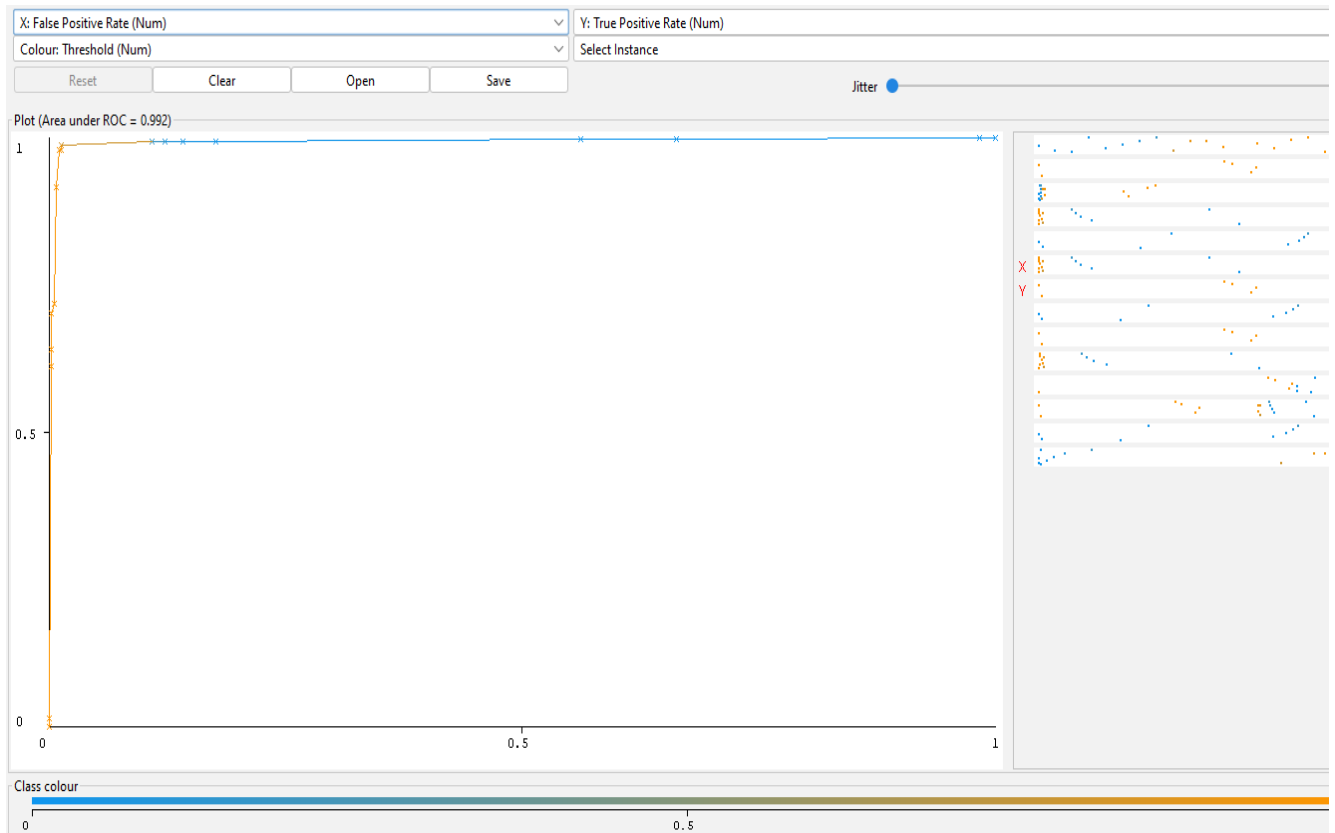 X: False Positive Rate (Num) Y: True Positive Rate (Num)
Colour: Threshold (Num) Select Instance
Reset Clear Open Save
Jitter
Plot (Area under ROC = 0.992)
1
X
Y
0.5
0
0 0.5 1
Class colour
0 0.5